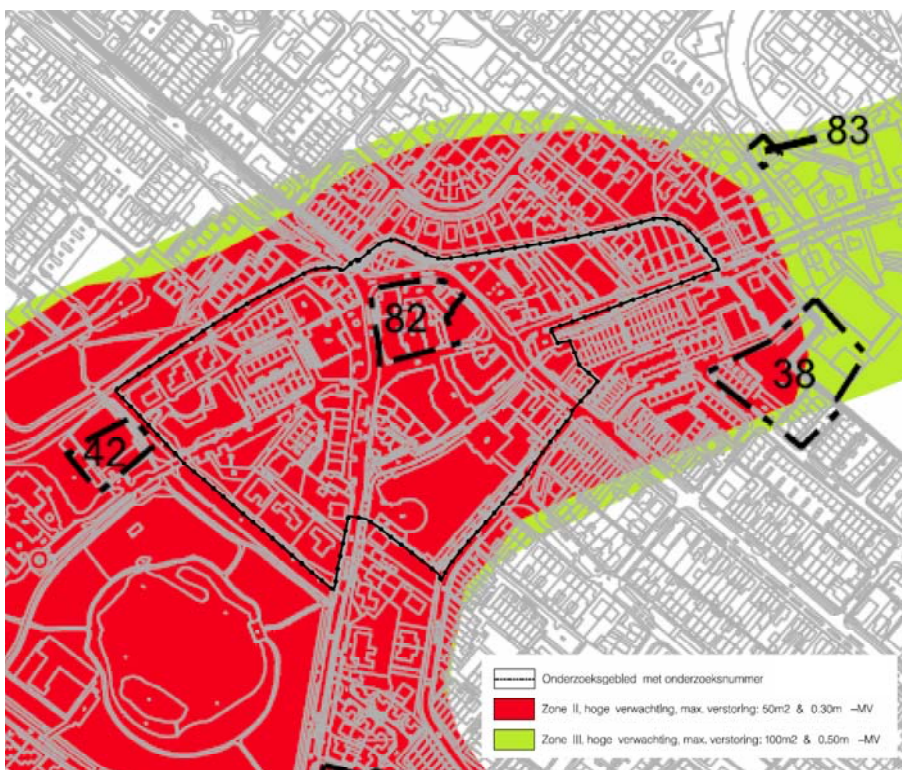 83
82
38
42
Onderzoeksgebied met onderzoeksnummer
Zone II, hoge verwachting, max. verstoring: 50m2 & 0.30m -MV
Zone III, hoge verwachting, max. verstoring: 100m2 & 0.50m -MV